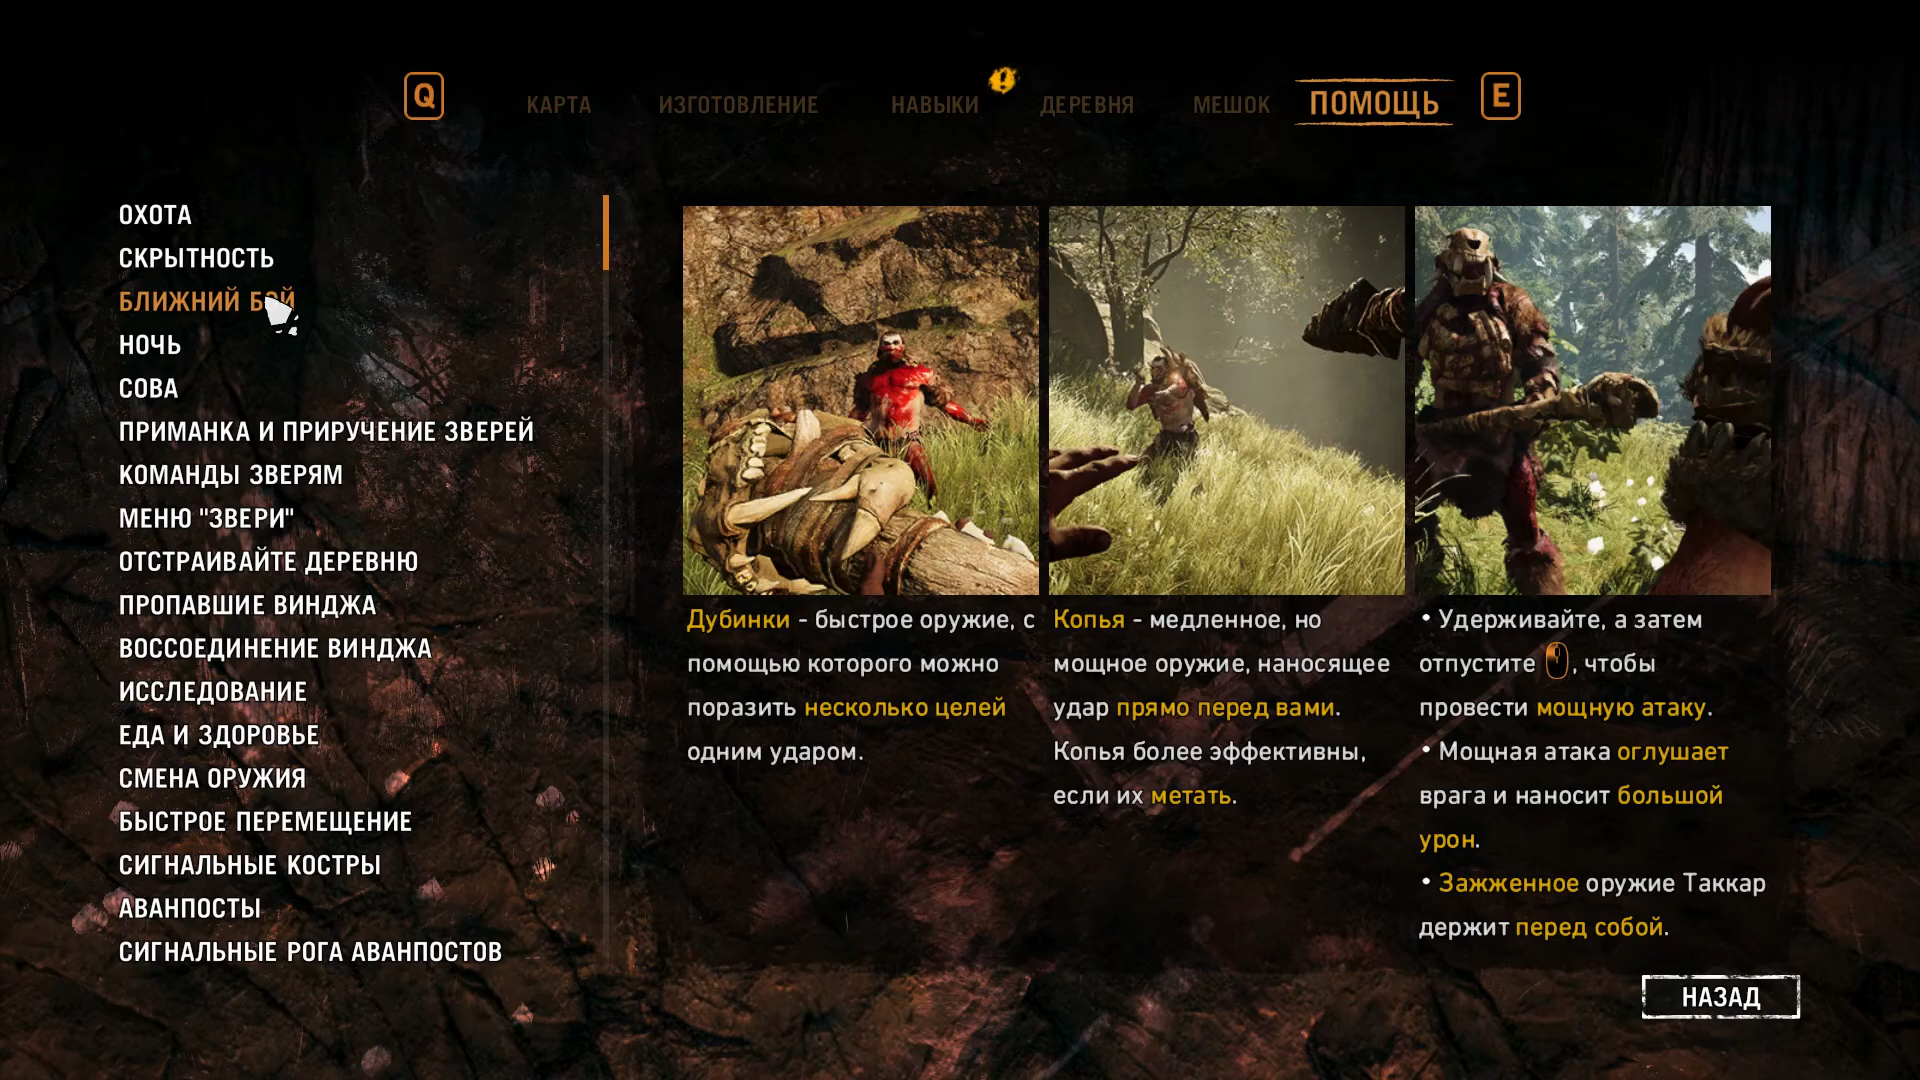 Q
КАРТА
ИЗГОТОВЛЕНИЕ
НАВЫКИ
ДЕРЕВНЯ
МЕШОК
ПОМОЩЬ
E
ОХОТА
СКРЫТНОСТЬ
БЛИЖНИЙ БОЙ
НОЧЬ
СОВА
ПРИМАНКА И ПРИРУЧЕНИЕ ЗВЕРЕЙ
КОМАНДЫ ЗВЕРЯМ
МЕНЮ "ЗВЕРИ"
ОТСТРАИВАЙТЕ ДЕРЕВНЮ
ПРОПАВШИЕ ВИНДЖА
ВОССОЕДИНЕНИЕ ВИНДЖА
ИССЛЕДОВАНИЕ
ЕДА И ЗДОРОВЬЕ
СМЕНА ОРУЖИЯ
БЫСТРОЕ ПЕРЕМЕЩЕНИЕ
СИГНАЛЬНЫЕ КОСТРЫ
АВАНПОСТЫ
СИГНАЛЬНЫЕ РОГА АВАНПОСТОВ
Дубинки - быстрое оружие, с
помощью которого можно
поразить несколько целей
одним ударом.
Копья - медленное, но
мощное оружие, наносящее
удар прямо перед вами.
Копья более эффективны,
если их метать.
• Удерживайте, а затем
отпустите , чтобы
провести мощную атаку.
• Мощная атака оглушает
врага и наносит большой
урон.
• Зажженное оружие Таккар
держит перед собой.
НАЗАД